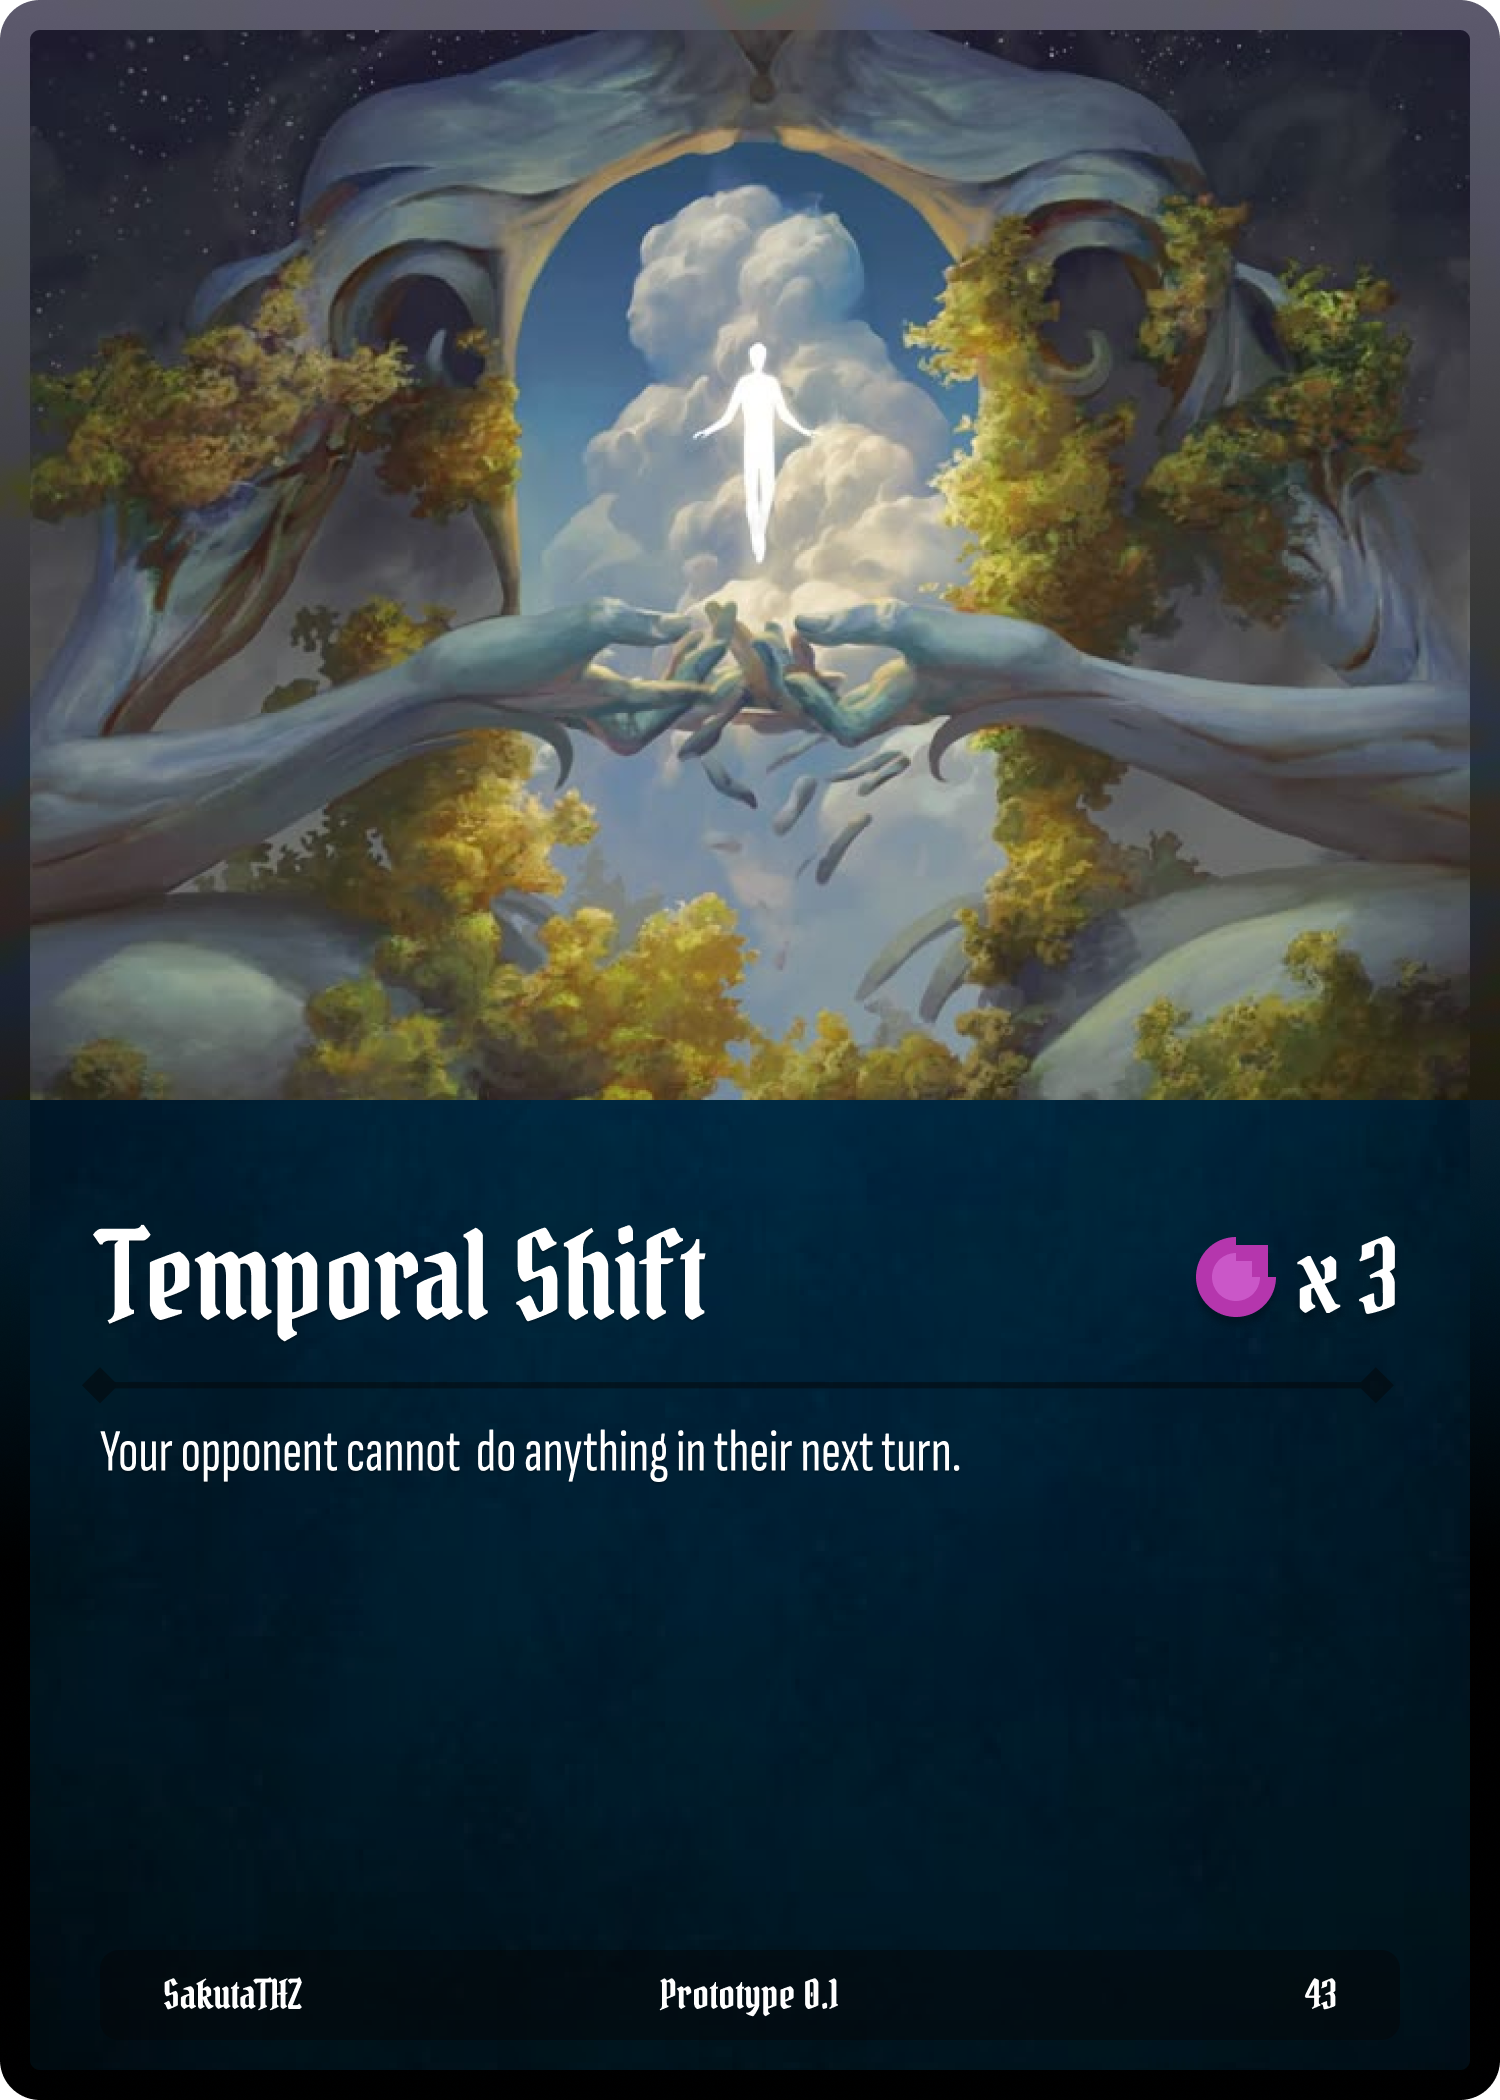 Temporal Shift
x 3
Your opponent cannot  do anything in their next turn.
SakutaTHZ
Prototype 0.1
43